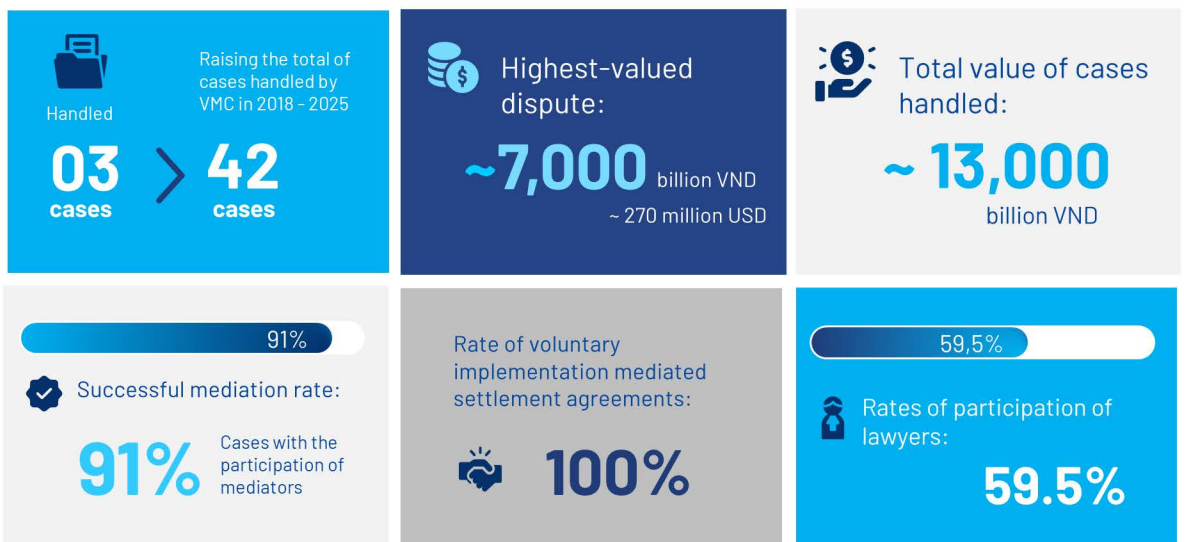 Handled
03
cases
Raising the total of
cases handled by
VMC in 2018 - 2025
42
cases
Highest-valued
dispute:
~7,000 billion VND
~ 270 million USD
Total value of cases
handled:
~ 13,000
billion VND
91%
Successful mediation rate:
91%
Cases with the
participation of
mediators
Rate of voluntary
implementation mediated
settlement agreements:
100%
59,5%
Rates of participation of
lawyers:
59.5%